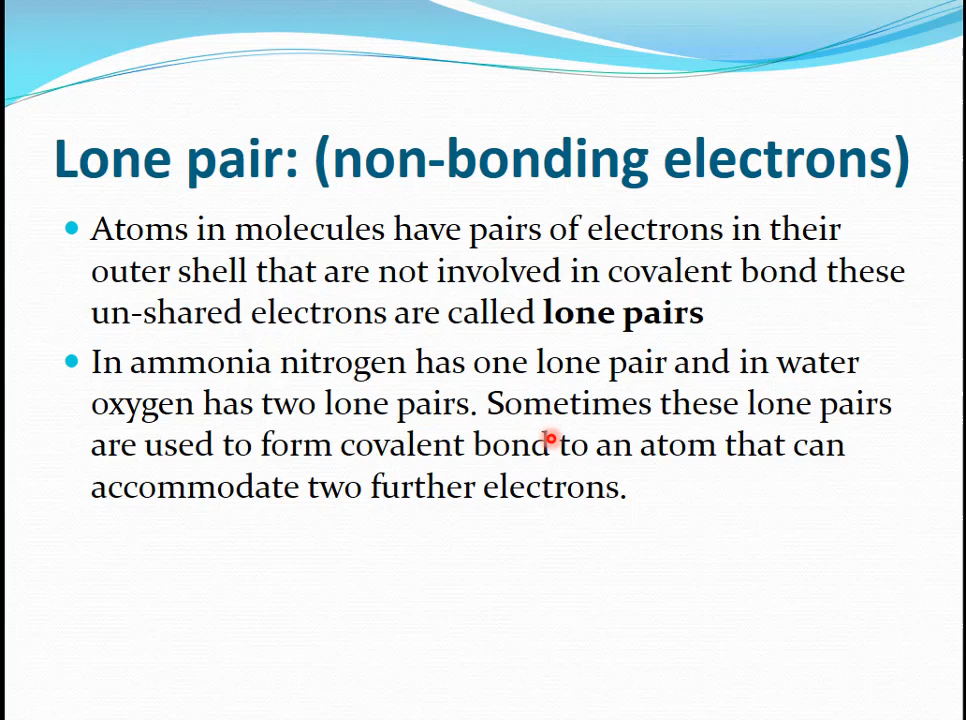 Lone pair: (non-bonding electrons)
• Atoms in molecules have pairs of electrons in their
outer shell that are not involved in covalent bond these
un-shared electrons are called lone pairs
• In ammonia nitrogen has one lone pair and in water
oxygen has two lone pairs. Sometimes these lone pairs
are used to form covalent bond to an atom that can
accommodate two further electrons.